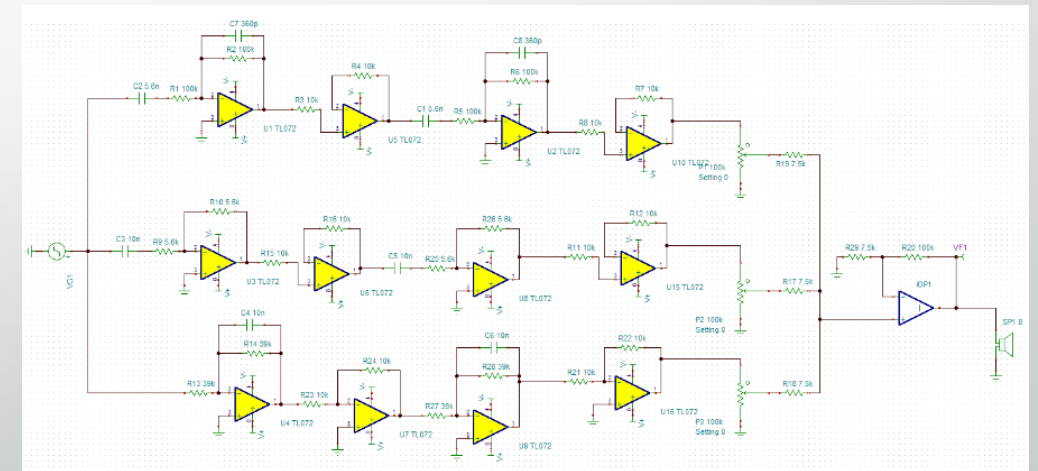 C7 360p
R2 100k
C2 5.6n
R1 100k
U1 TL072
R3 10k
R4 10k
U5 TL072
C1 5.6n
R5 100k
C8 360p
R6 100k
U2 TL072
R8 10k
R7 10k
U10 TL072
P1 100k
Setting 0
R19 7.5k
VG1
C3 10n
R9 5.6k
R10 5.6k
U3 TL072
R15 10k
R16 10k
U6 TL072
C5 10n
R25 5.6k
R26 5.6k
U8 TL072
R11 10k
R12 10k
U15 TL072
P2 100k
Setting 0
R17 7.5k
R29 7.5k
R20 100k
VF1
IOP1
SP1 8
R13 39k
C4 10n
R14 39k
U4 TL072
R23 10k
R24 10k
U7 TL072
R27 39k
C6 10n
R28 39k
U9 TL072
R21 10k
R22 10k
U16 TL072
P3 100k
Setting 0
R18 7.5k